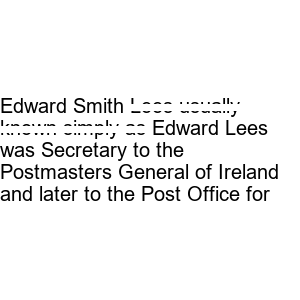 Edward Smith Lees usually
known simply as Edward Lees
was Secretary to the
Postmasters General of Ireland
and later to the Post Office for